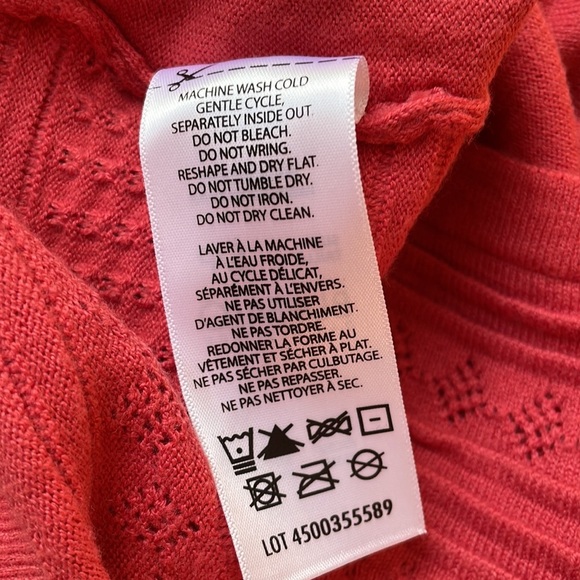 MACHINE WASH COLD
GENTLE CYCLE,
SEPARATELY INSIDE OUT.
DO NOT BLEACH.
DO NOT WRING.
RESHAPE AND DRY FLAT.
DO NOT TUMBLE DRY.
DO NOT IRON.
DO NOT DRY CLEAN.
LAVER À LA MACHINE
À L'EAU FROIDE,
AU CYCLE DÉLICAT,
SÉPARÉMENT À L'ENVERS.
NE PAS UTILISER
D'AGENT DE BLANCHIMENT.
NE PAS TORDRE.
REDONNER LA FORME AU
VÊTEMENT ET SÉCHER À PLAT.
NE PAS SÉCHER PAR CULBUTAGE.
NE PAS REPASSER.
NE PAS NETTOYER À SEC.
LOT 4500355589